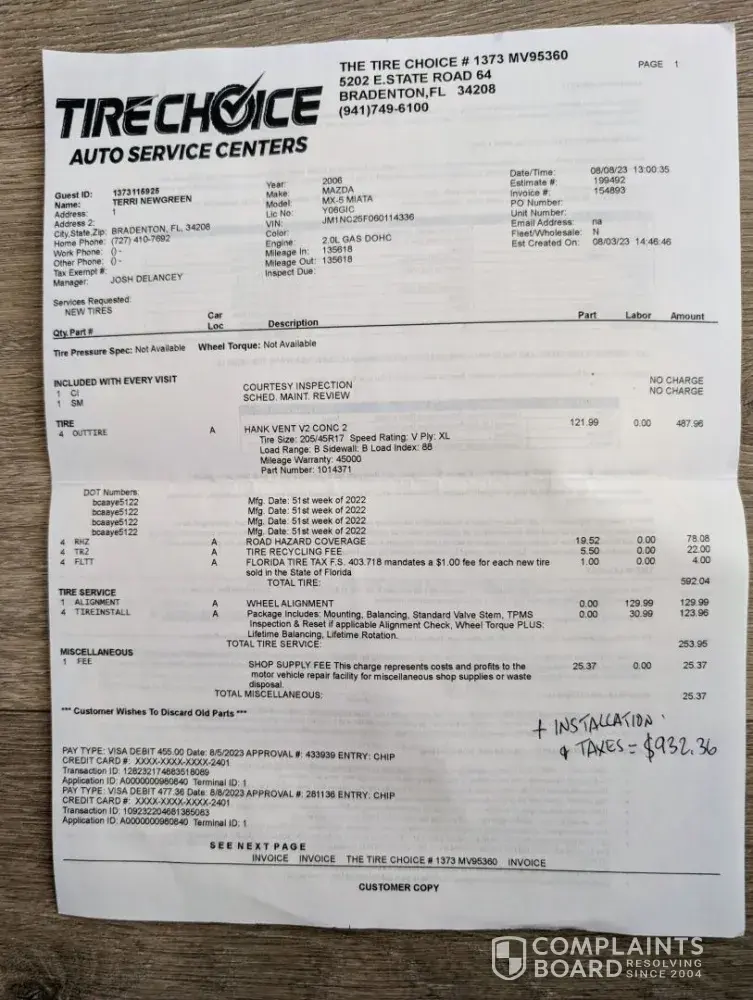 TIRECHOICE
AUTO SERVICE CENTERS
THE TIRE CHOICE # 1373 MV95360
5202 E.STATE ROAD 64
BRADENTON,FL 34208
(941)749-6100
PAGE 1
Guest ID: 1373115925
Name: TERRI NEWGREEN
Address: 1
Address 2:
City,State,Zip: BRADENTON, FL, 34208
Home Phone: (727) 410-7692
Work Phone: () -
Other Phone: () -
Tax Exempt #:
Manager: JOSH DELANCEY
Year: 2006
Make: MAZDA
Model: MX-5 MIATA
Lic No: Y06GIC
VIN: JM1NC25F060114336
Color:
Engine: 2.0L GAS DOHC
Mileage In: 135618
Mileage Out: 135618
Inspect Due:
Date/Time: 08/08/23 13:00:35
Estimate #: 199492
Invoice #: 154893
PO Number:
Unit Number:
Email Address: na
Fleet/Wholesale: N
Est Created On: 08/03/23 14:46:46
Services Requested:
NEW TIRES
Qty Part # Car Loc Description Part Labor Amount
Tire Pressure Spec: Not Available Wheel Torque: Not Available
INCLUDED WITH EVERY VISIT
1 CI COURTESY INSPECTION NO CHARGE
1 SM SCHED. MAINT. REVIEW NO CHARGE
TIRE
4 OUTTIRE A HANK VENT V2 CONC 2 121.99 0.00 487.96
Tire Size: 205/45R17 Speed Rating: V Ply: XL
Load Range: B Sidewall: B Load Index: 88
Mileage Warranty: 45000
Part Number: 1014371
DOT Numbers:
bcaaye5122 Mfg. Date: 51st week of 2022
bcaaye5122 Mfg. Date: 51st week of 2022
bcaaye5122 Mfg. Date: 51st week of 2022
bcaaye5122 Mfg. Date: 51st week of 2022
4 RHZ A ROAD HAZARD COVERAGE 19.52 0.00 78.08
4 TR2 A TIRE RECYCLING FEE 5.50 0.00 22.00
4 FLTT A FLORIDA TIRE TAX F.S. 403.718 mandates a $1.00 fee for each new tire 1.00 0.00 4.00
sold in the State of Florida
TOTAL TIRE: 592.04
TIRE SERVICE
1 ALIGNMENT A WHEEL ALIGNMENT 0.00 129.99 129.99
4 TIREINSTALL A Package Includes: Mounting, Balancing, Standard Valve Stem, TPMS 0.00 30.99 123.96
Inspection & Reset if applicable Alignment Check, Wheel Torque PLUS:
Lifetime Balancing, Lifetime Rotation.
TOTAL TIRE SERVICE: 253.95
MISCELLANEOUS
1 FEE SHOP SUPPLY FEE This charge represents costs and profits to the 25.37 0.00 25.37
motor vehicle repair facility for miscellaneous shop supplies or waste
disposal.
TOTAL MISCELLANEOUS: 25.37
*** Customer Wishes To Discard Old Parts ***
+ INSTALLATION
& TAXES = $932.36
PAY TYPE: VISA DEBIT 455.00 Date: 8/5/2023 APPROVAL #: 433939 ENTRY: CHIP
CREDIT CARD #: XXXX-XXXX-XXXX-2401
Transaction ID: 128232174683518089
Application ID: A0000000980840 Terminal ID: 1
PAY TYPE: VISA DEBIT 477.36 Date: 8/8/2023 APPROVAL #: 281136 ENTRY: CHIP
CREDIT CARD #: XXXX-XXXX-XXXX-2401
Transaction ID: 109232204681385083
Application ID: A0000000980840 Terminal ID: 1
SEE NEXT PAGE
INVOICE INVOICE THE TIRE CHOICE # 1373 MV95360 INVOICE
CUSTOMER COPY
COMPLAINTS
BOARD RESOLVING
SINCE 2004